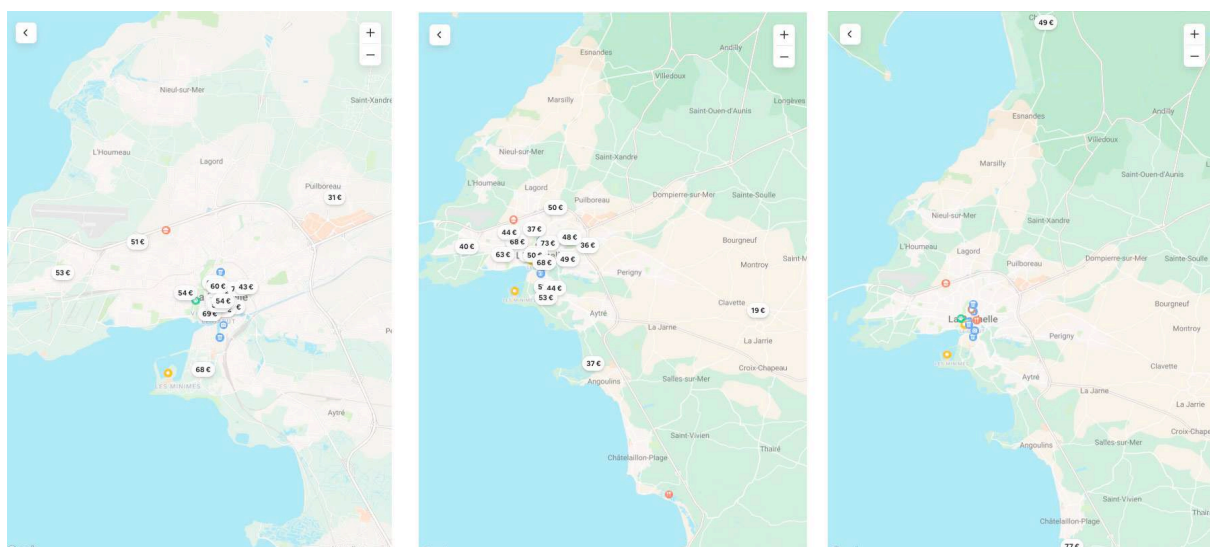 +
−
Nieul-sur-Mer
Saint-Xandre
L'Houmeau
Lagord
Puilboreau
31 €
51 €
53 €
60 €
43 €
54 €
54 €
69 €
68 €
LES MINIMES
Aytré
+
−
Esnandes
Andilly
Villedoux
Marsilly
Longèves
Saint-Ouen-d'Aunis
Nieul-sur-Mer
Saint-Xandre
L'Houmeau
Lagord
Dompierre-sur-Mer
Sainte-Soulle
Puilboreau
50 €
44 €
37 €
48 €
40 €
68 €
73 €
36 €
Bourgneuf
63 €
50 €
49 €
68 €
Montroy
Saint-M
Perigny
44 €
53 €
Clavette
19 €
Aytré
La Jarne
La Jarrie
37 €
Croix-Chapeau
Angoulins
Salles-sur-Mer
Saint-Vivien
Thairé
Châtelaillon-Plage
49 €
+
−
Andilly
Esnandes
Villedoux
Marsilly
Saint-Ouen-d'Aunis
Nieul-sur-Mer
Saint-Xandre
L'Houmeau
Lagord
Dompierre-sur-Mer
Sainte-Soulle
Puilboreau
Bourgneuf
Perigny
Montroy
Clavette
Aytré
La Jarne
La Jarrie
Croix-Chape
Angoulins
Salles-sur-Mer
Saint-Vivien
Thair
Châtelaillon-Plage
77 €